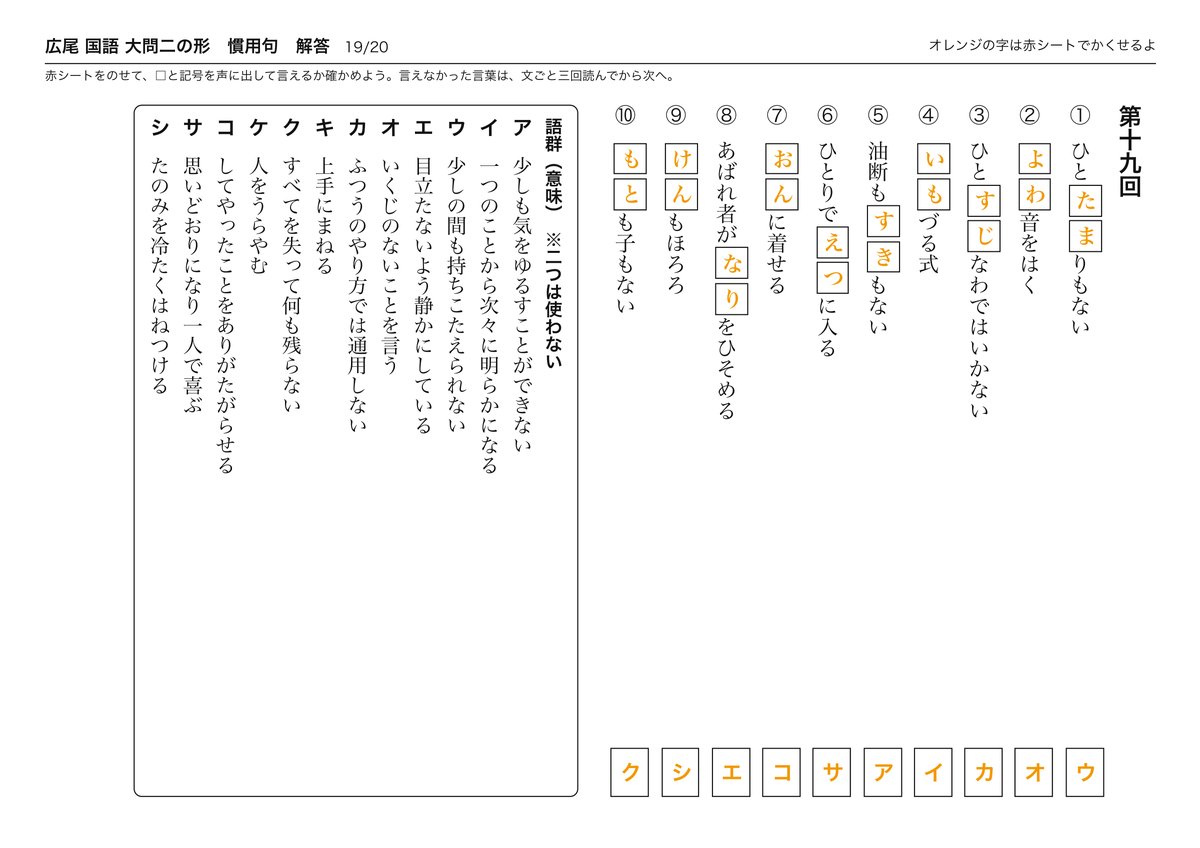 広尾 国語 大問二の形　慣用句　解答　19/20
オレンジの字は赤シートでかくせるよ
赤シートをのせて、□と記号を声に出して言えるか確かめよう。言えなかった言葉は、文ごと三回読んでから次へ。
第十九回
① ひとたまりもない ウ
② よわ音をはく オ
③ ひとすじなわではいかない カ
④ いもづる式 イ
⑤ 油断もすきもない ア
⑥ ひとりでえつに入る サ
⑦ おんに着せる コ
⑧ あばれ者がなりをひそめる エ
⑨ けんもほろろ シ
⑩ もとも子もない ク
語群（意味）　※二つは使わない
ア　少しも気をゆるすことができない
イ　一つのことから次々に明らかになる
ウ　少しの間も持ちこたえられない
エ　目立たないよう静かにしている
オ　いくじのないことを言う
カ　ふつうのやり方では通用しない
キ　上手にまねる
ク　すべてを失って何も残らない
ケ　人をうらやむ
コ　してやったことをありがたがらせる
サ　思いどおりになり一人で喜ぶ
シ　たのみを冷たくはねつける